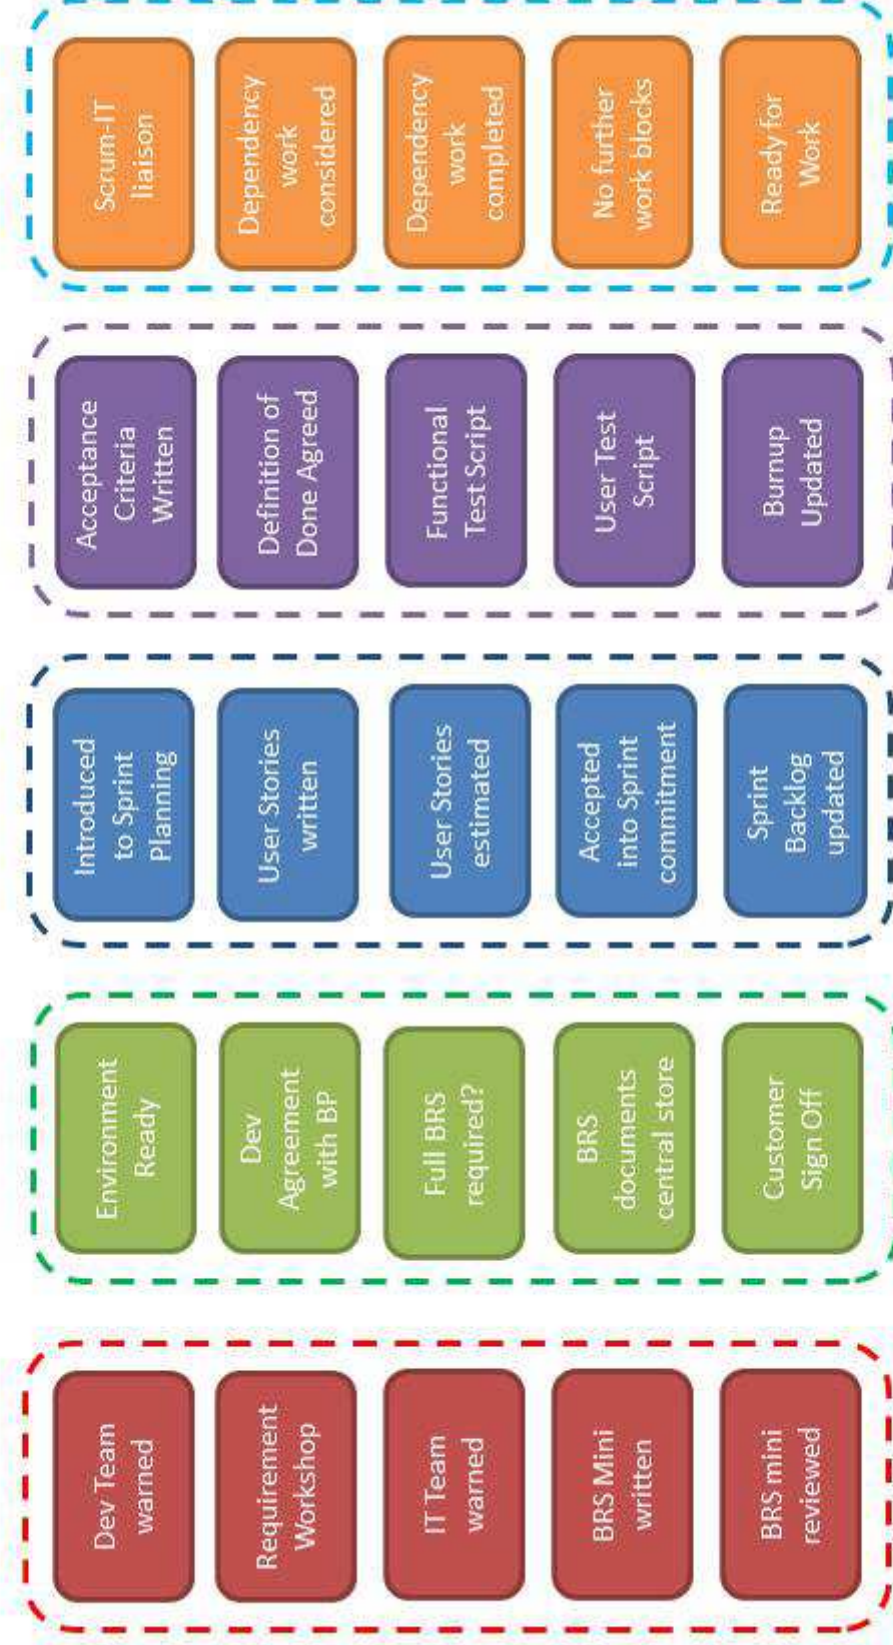 Dev Team
warned
Requirement
Workshop
IT Team
warned
BRS Mini
written
BRS mini
reviewed
Environment
Ready
Dev
Agreement
with BP
Full BRS
required?
BRS
documents
central store
Customer
Sign Off
Introduced
to Sprint
Planning
User Stories
written
User Stories
estimated
Accepted
into Sprint
commitment
Sprint
Backlog
updated
Acceptance
Criteria
Written
Definition of
Done Agreed
Functional
Test Script
User Test
Script
Burnup
Updated
Scrum-IT
liaison
Dependency
work
considered
Dependency
work
completed
No further
work blocks
Ready for
Work